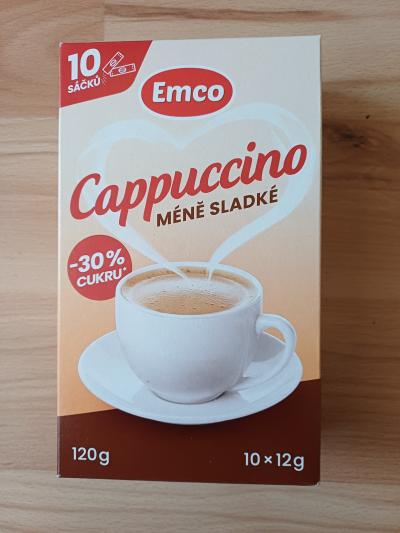 10
SÁČKŮ
Emco
Cappuccino
MÉNĚ SLADKÉ
-30%
CUKRU*
120g
10 × 12g